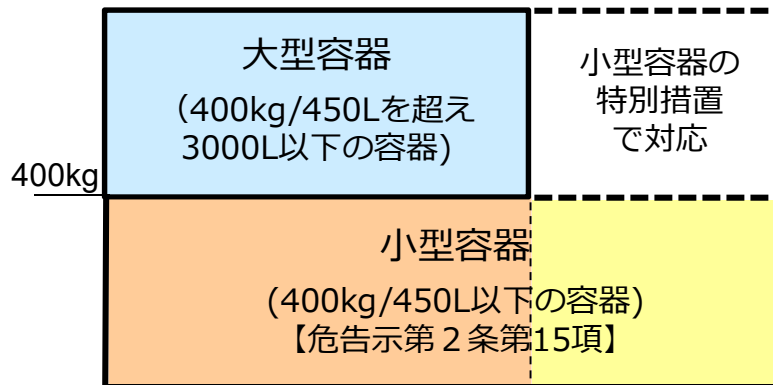 大型容器
（400kg/450Lを超え
3000L以下の容器)
小型容器の
特別措置
で対応
400kg
小型容器
(400kg/450L以下の容器)
【危告示第２条第15項】